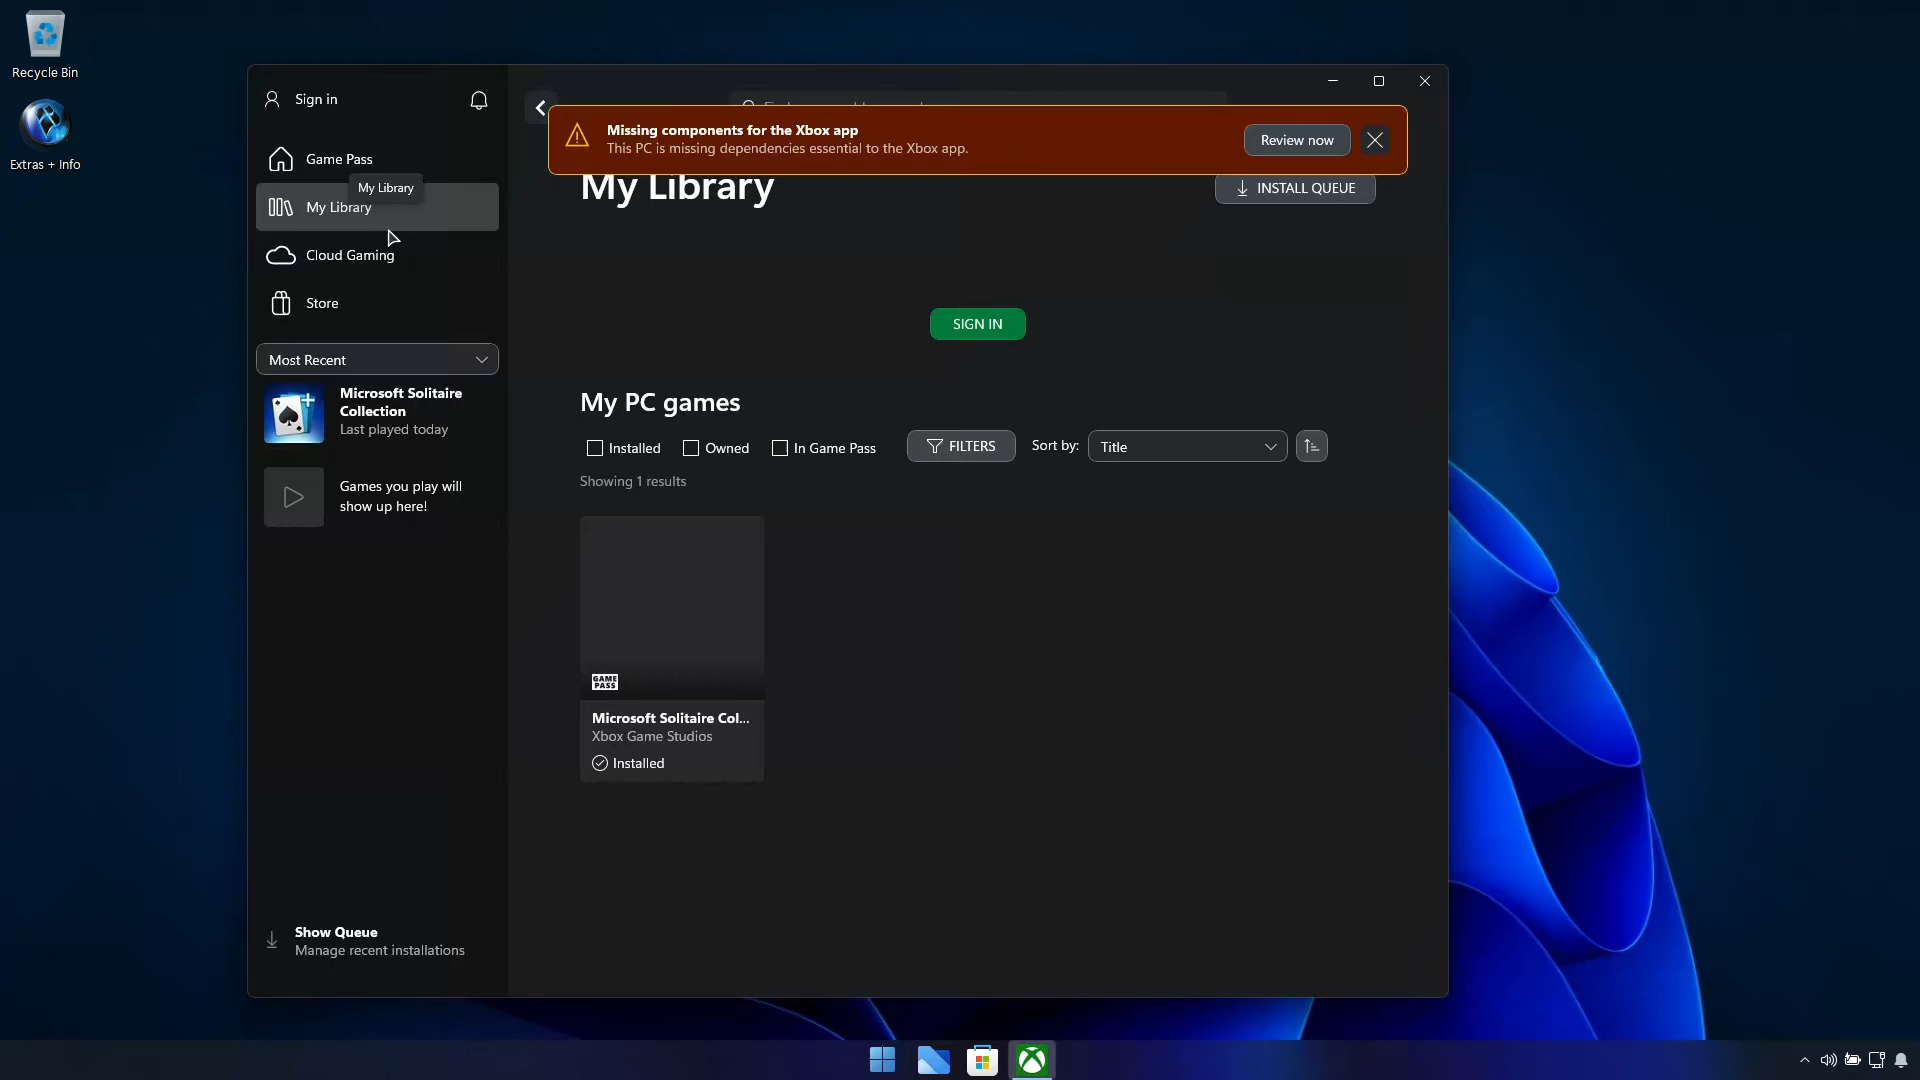 Recycle Bin
Extras + Info
Sign in
Game Pass
My Library
My Library
Cloud Gaming
Store
Most Recent
Microsoft Solitaire
Collection
Last played today
Games you play will
show up here!
Show Queue
Manage recent installations
Missing components for the Xbox app
This PC is missing dependencies essential to the Xbox app.
Review now
My Library
INSTALL QUEUE
SIGN IN
My PC games
Installed
Owned
In Game Pass
FILTERS
Sort by:
Title
Showing 1 results
GAME
PASS
Microsoft Solitaire Col...
Xbox Game Studios
Installed